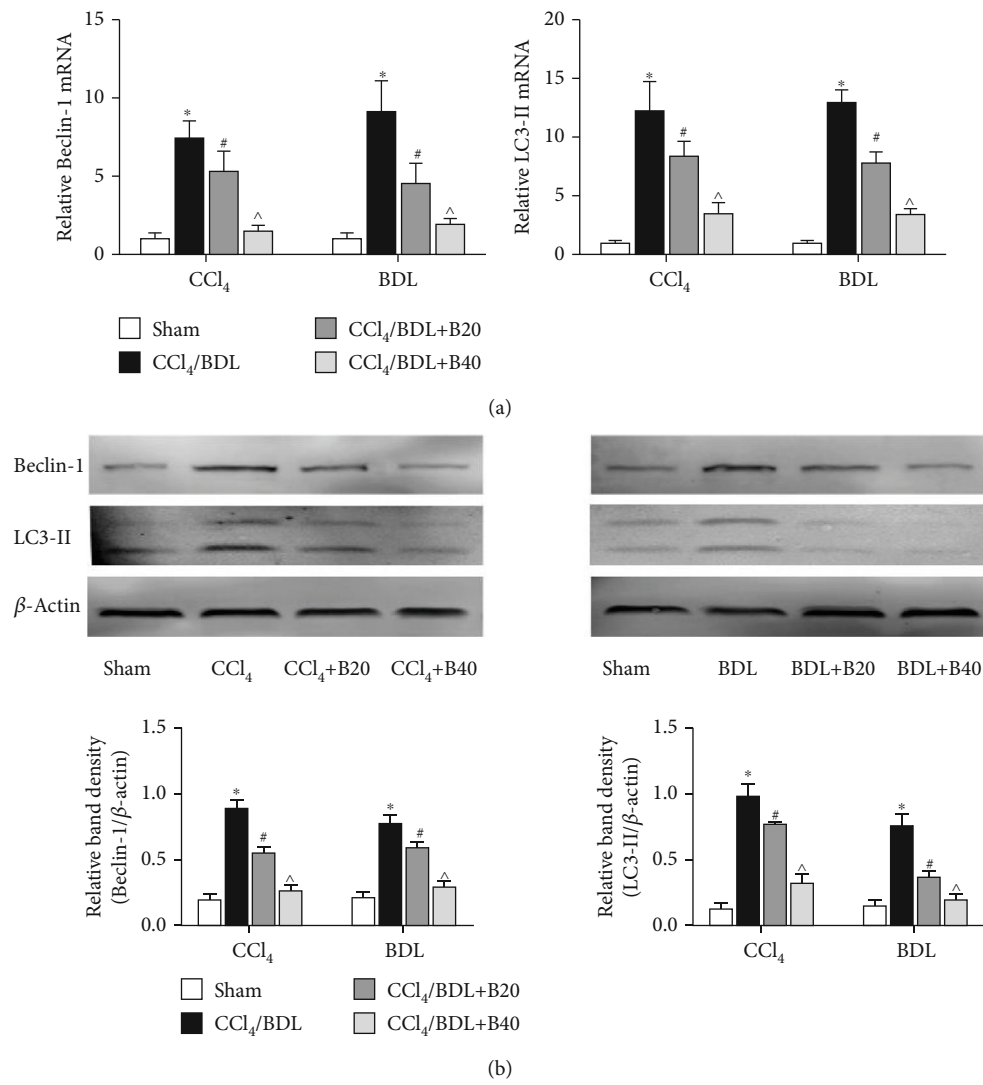 Relative Beclin-1 mRNA
15
10
5
0
*
#
^
*
#
^
CCl₄
BDL
Relative LC3-II mRNA
20
15
10
5
0
*
#
^
*
#
^
CCl₄
BDL
Sham
CCl₄/BDL
CCl₄/BDL+B20
CCl₄/BDL+B40
(a)
Beclin-1
LC3-II
β-Actin
Sham CCl₄ CCl₄+B20 CCl₄+B40
Sham BDL BDL+B20 BDL+B40
Relative band density
(Beclin-1/β-actin)
1.5
1.0
0.5
0.0
*
#
^
*
#
^
CCl₄
BDL
Relative band density
(LC3-II/β-actin)
1.5
1.0
0.5
0.0
*
#
^
*
#
^
CCl₄
BDL
Sham
CCl₄/BDL
CCl₄/BDL+B20
CCl₄/BDL+B40
(b)